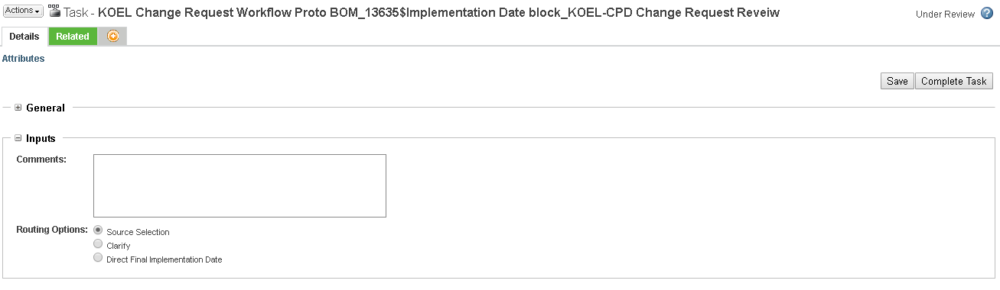 Actions
Task - KOEL Change Request Workflow Proto BOM_13635$Implementation Date block_KOEL-CPD Change Request Reveiw
Under Review
Details Related
Attributes
Save Complete Task
General
Inputs
Comments:
Routing Options: Source Selection
Clarify
Direct Final Implementation Date